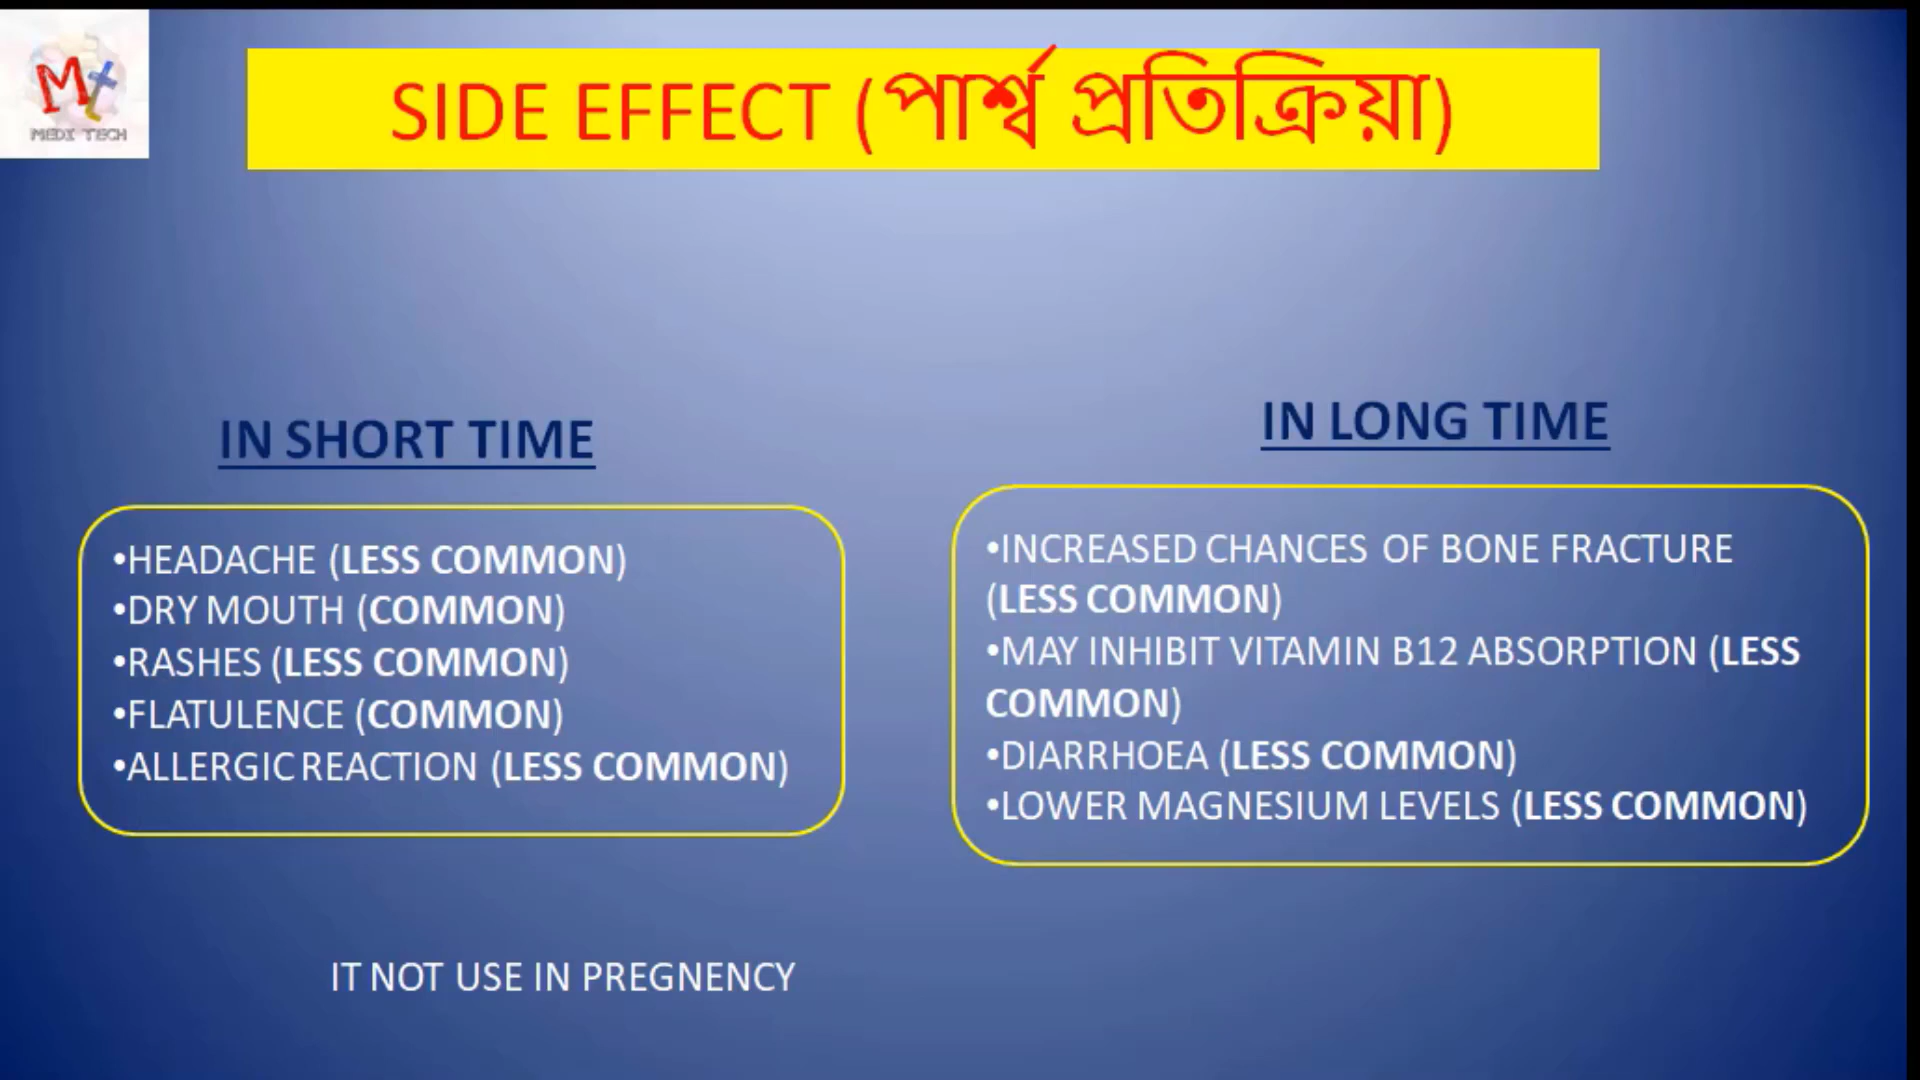 Mt
MEDI TECH
SIDE EFFECT (পার্শ্ব প্রতিক্রিয়া)
IN SHORT TIME
•HEADACHE (LESS COMMON)
•DRY MOUTH (COMMON)
•RASHES (LESS COMMON)
•FLATULENCE (COMMON)
•ALLERGIC REACTION (LESS COMMON)
IN LONG TIME
•INCREASED CHANCES OF BONE FRACTURE
(LESS COMMON)
•MAY INHIBIT VITAMIN B12 ABSORPTION (LESS
COMMON)
•DIARRHOEA (LESS COMMON)
•LOWER MAGNESIUM LEVELS (LESS COMMON)
IT NOT USE IN PREGNENCY